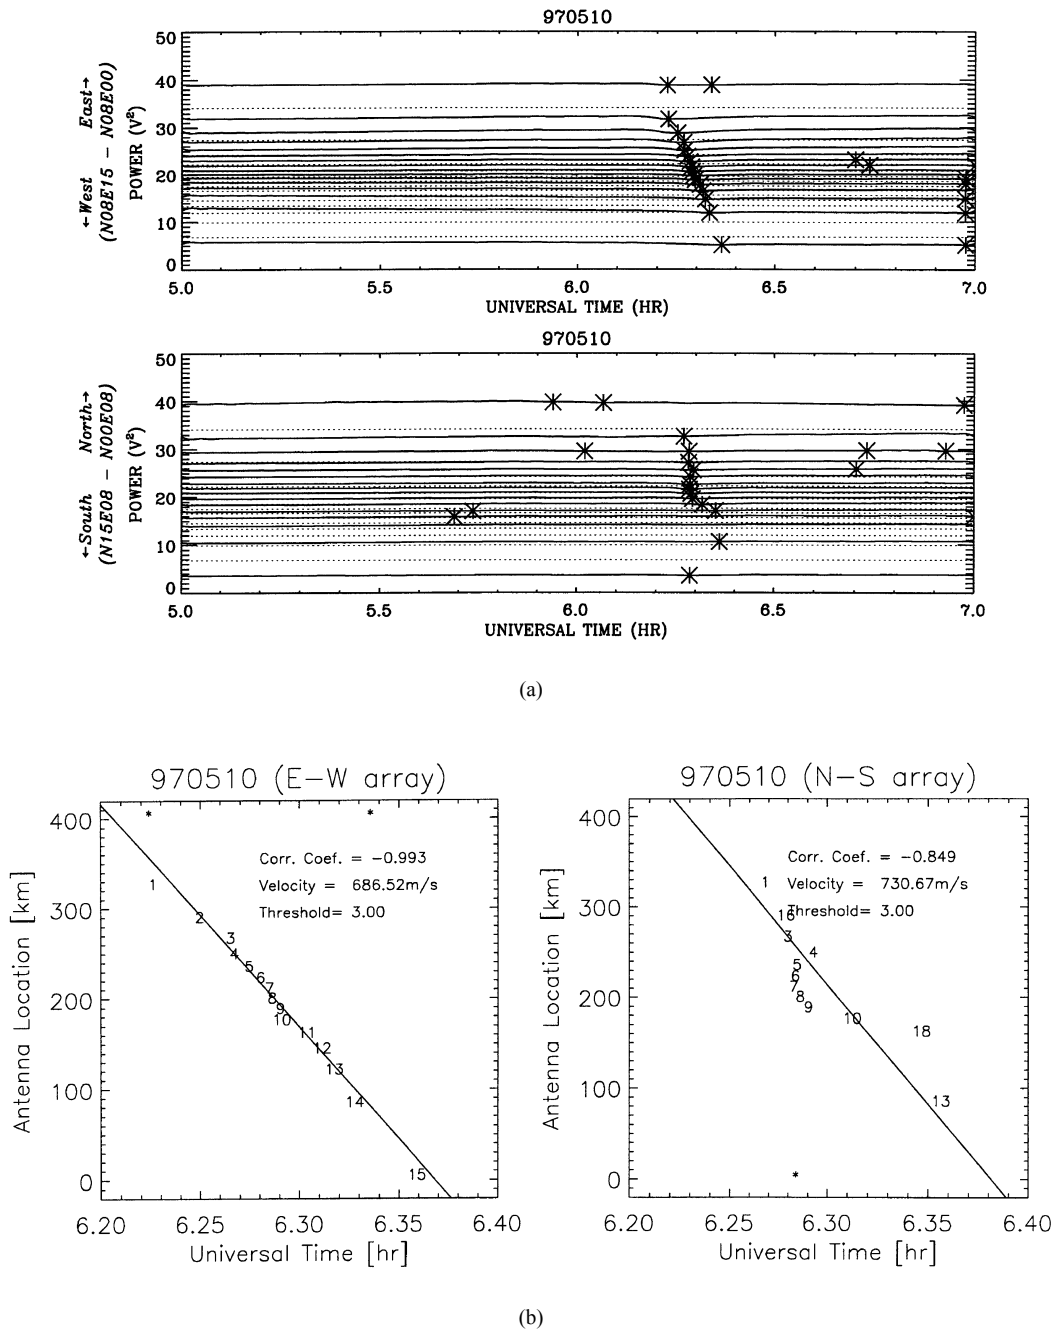 970510
50
40
30
20
10
0
←West East→
(N08E15 – N08E00)
POWER (V²)
5.0 5.5 6.0 6.5 7.0
UNIVERSAL TIME (HR)
970510
50
40
30
20
10
0
←South North→
(N15E08 – N00E08)
POWER (V²)
5.0 5.5 6.0 6.5 7.0
UNIVERSAL TIME (HR)
(a)
970510 (E–W array)
400
300
200
100
0
Antenna Location [km]
Corr. Coef. = –0.993
Velocity = 686.52m/s
Threshold= 3.00
1
2
3
4
5
6
7
8
9
10
11
12
13
14
15
6.20 6.25 6.30 6.35 6.40
Universal Time [hr]
970510 (N–S array)
400
300
200
100
0
Antenna Location [km]
Corr. Coef. = –0.849
Velocity = 730.67m/s
Threshold= 3.00
1
16
3
4
5
6
7
8
9
10
18
13
6.20 6.25 6.30 6.35 6.40
Universal Time [hr]
(b)